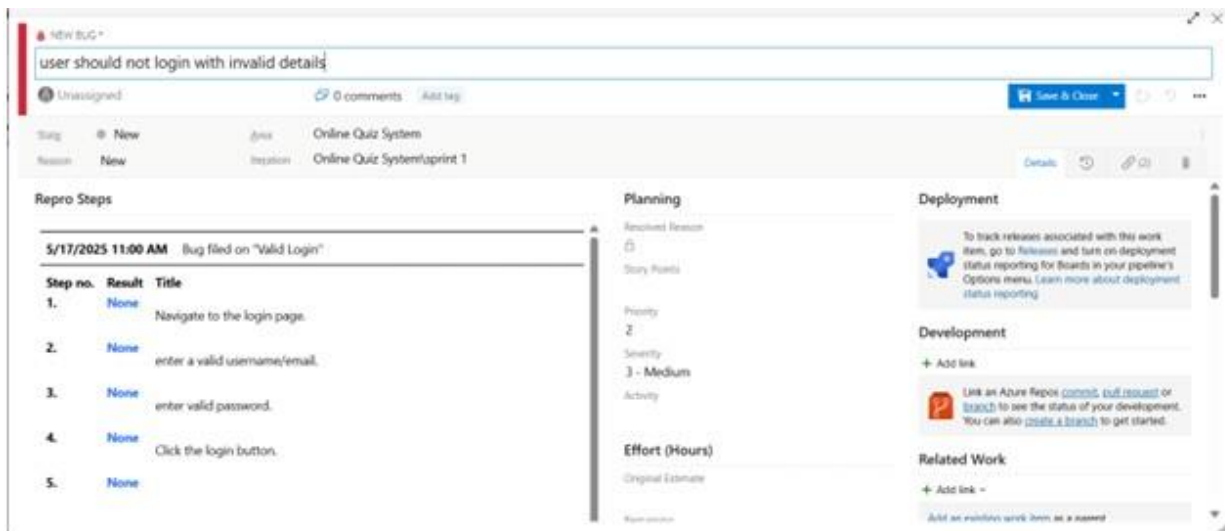 NEW BUG *
user should not login with invalid details
Unassigned
0 comments
Add tag
Save & Close
State
New
Area
Online Quiz System
Reason
New
Iteration
Online Quiz System\sprint 1
Details
(2)
Repro Steps
5/17/2025 11:00 AM Bug filed on "Valid Login"
Step no. Result Title
1. None
Navigate to the login page.
2. None
enter a valid username/email.
3. None
enter valid password.
4. None
Click the login button.
5. None
Planning
Resolved Reason
Story Points
Priority
2
Severity
3 - Medium
Activity
Effort (Hours)
Original Estimate
Deployment
To track releases associated with this work
item, go to Releases and turn on deployment
status reporting for Boards in your pipeline's
Options menu. Learn more about deployment
status reporting
Development
+ Add link
Link an Azure Repos commit, pull request or
branch to see the status of your development.
You can also create a branch to get started.
Related Work
+ Add link
Add an existing work item as a parent